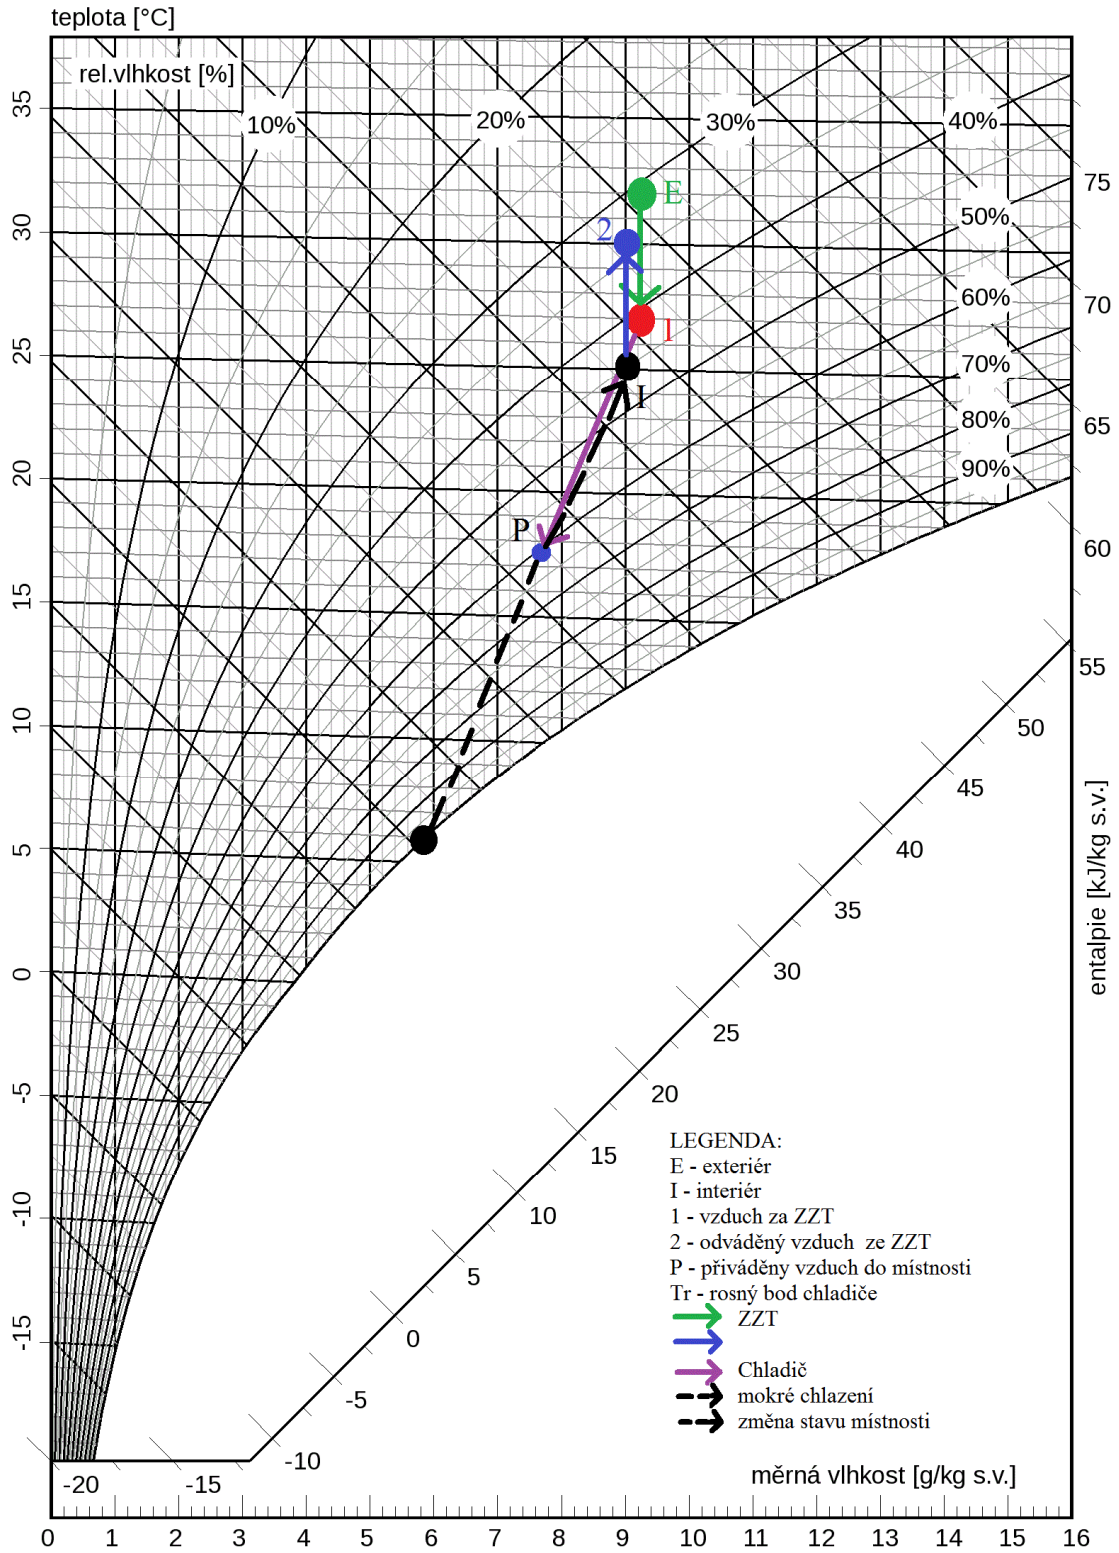 teplota [°C]
rel.vlhkost [%]
10%
20%
30%
40%
50%
60%
70%
80%
90%
35
30
25
20
15
10
5
0
-5
-10
-15
E
2
I
I
P
75
70
65
60
55
50
45
40
35
30
25
20
15
10
5
0
-5
-10
-15
-20
entalpie [kJ/kg s.v.]
LEGENDA:
E - exteriér
I - interiér
1 - vzduch za ZZT
2 - odváděný vzduch ze ZZT
P - přiváděny vzduch do místnosti
Tr - rosný bod chladiče
ZZT
Chladič
mokré chlazení
změna stavu místnosti
měrná vlhkost [g/kg s.v.]
0 1 2 3 4 5 6 7 8 9 10 11 12 13 14 15 16